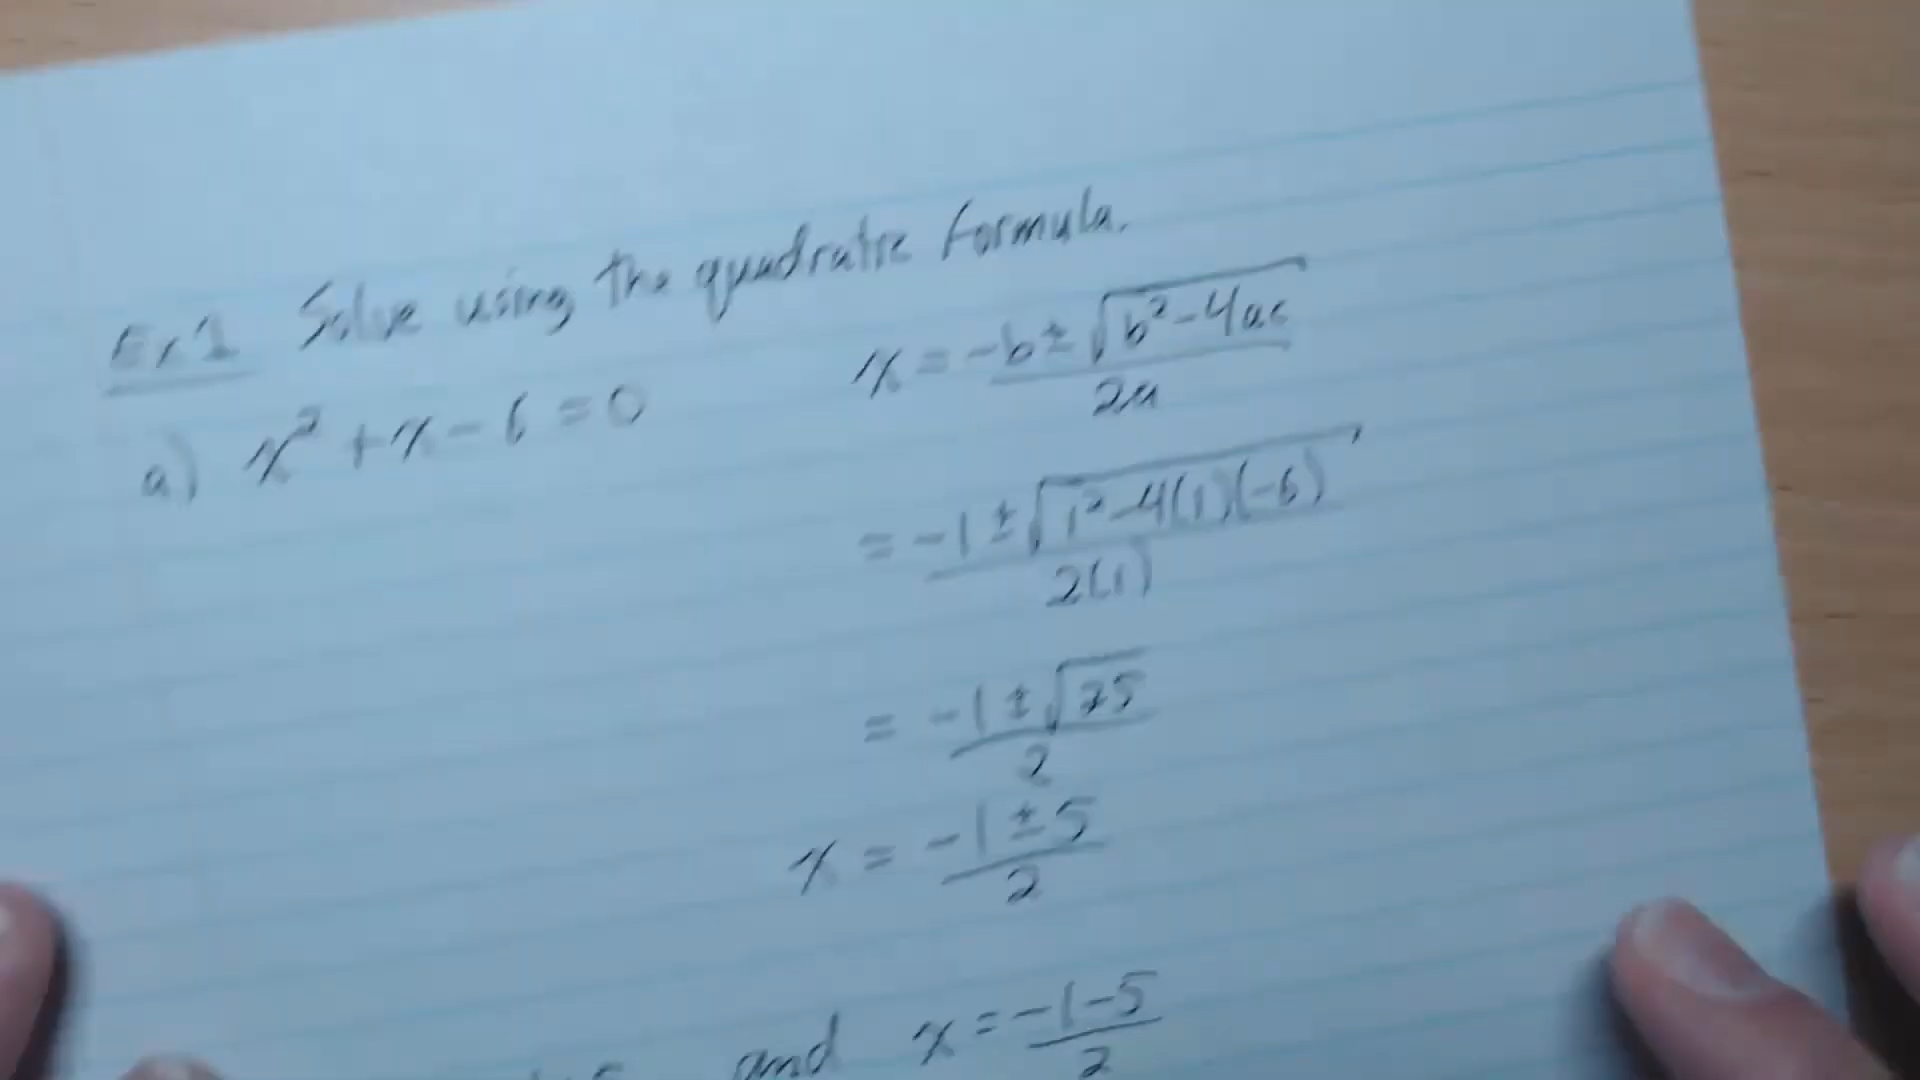 Ex 1 Solve using the quadratic formula.
a) x² + x - 6 = 0
x = -b ± √(b² - 4ac) / 2a
= -1 ± √(1² - 4(1)(-6)) / 2(1)
= -1 ± √25 / 2
x = -1 ± 5 / 2
and x = -1 - 5 / 2